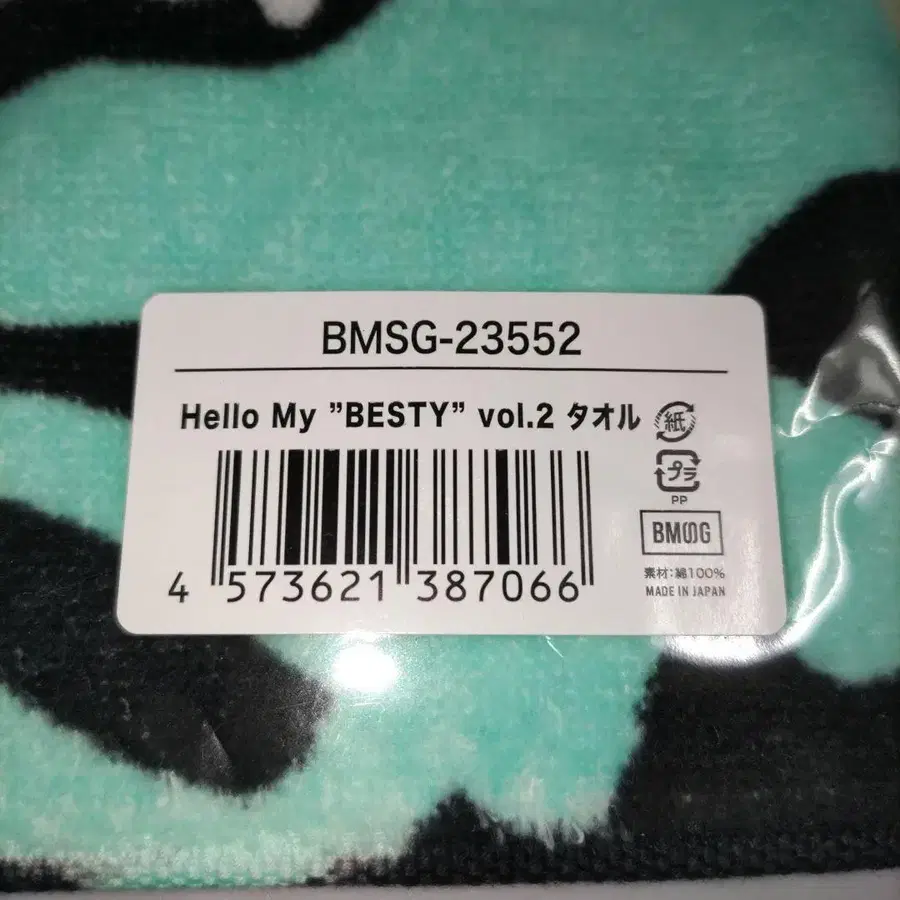 BMSG-23552
Hello My ”BESTY” vol.2 タオル
紙
プラ
PP
BMSG
素材:綿100%
MADE IN JAPAN
4 573621 387066